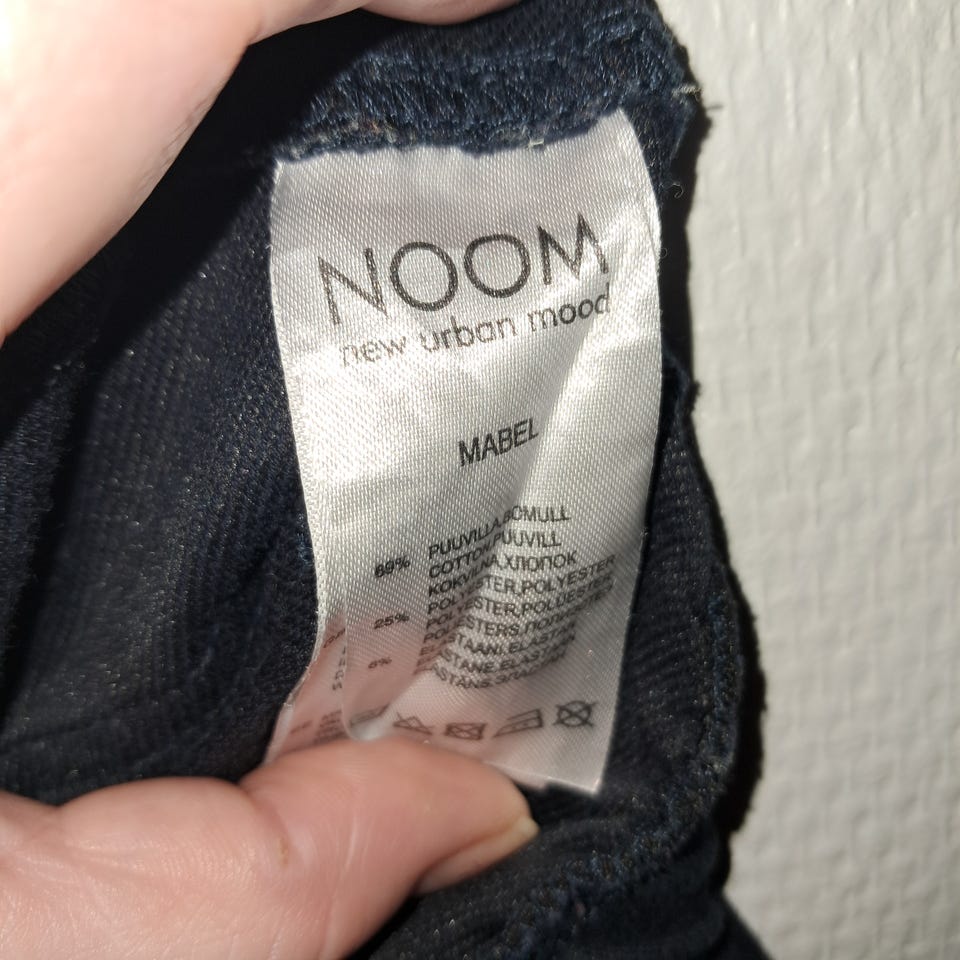 NOOM
new urban mood
MABEL
69% PUUVILLA,BOMULL
COTTON,PUUVILL
KOKVILNA,ХЛОПОК
25% POLYESTER,POLYESTER
POLYESTER,POLÜESTER
POLIESTERS,ПОЛИЭСТЕР
6% ELASTAANI,ELASTAN
ELASTANE,ELASTAAN
ELASTĀNS,ЭЛАСТАН